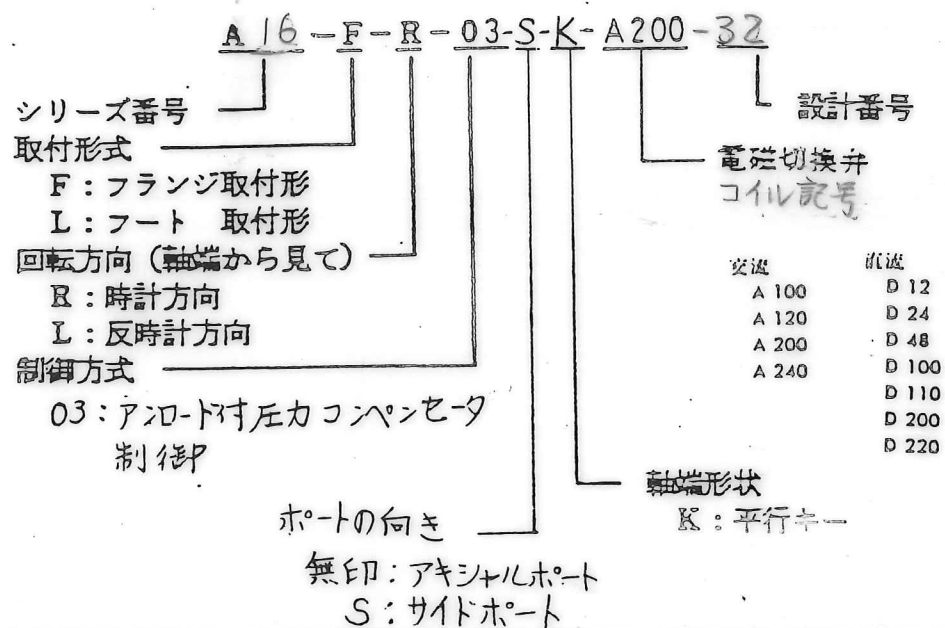 A16-F-R-03-S-K-A200-32
シリーズ番号
設計番号
取付形式
電磁切換弁
コイル記号
F:フランジ取付形
L:フート 取付形
回転方向(軸端から見て)
R:時計方向
L:反時計方向
交流
A 100
A 120
A 200
A 240
直流
D 12
D 24
D 48
D 100
D 110
D 200
D 220
制御方式
03:アンロード付圧力コンペンセータ
制御
軸端形状
K:平行キー
ポートの向き
無印:アキシャルポート
S:サイドポート